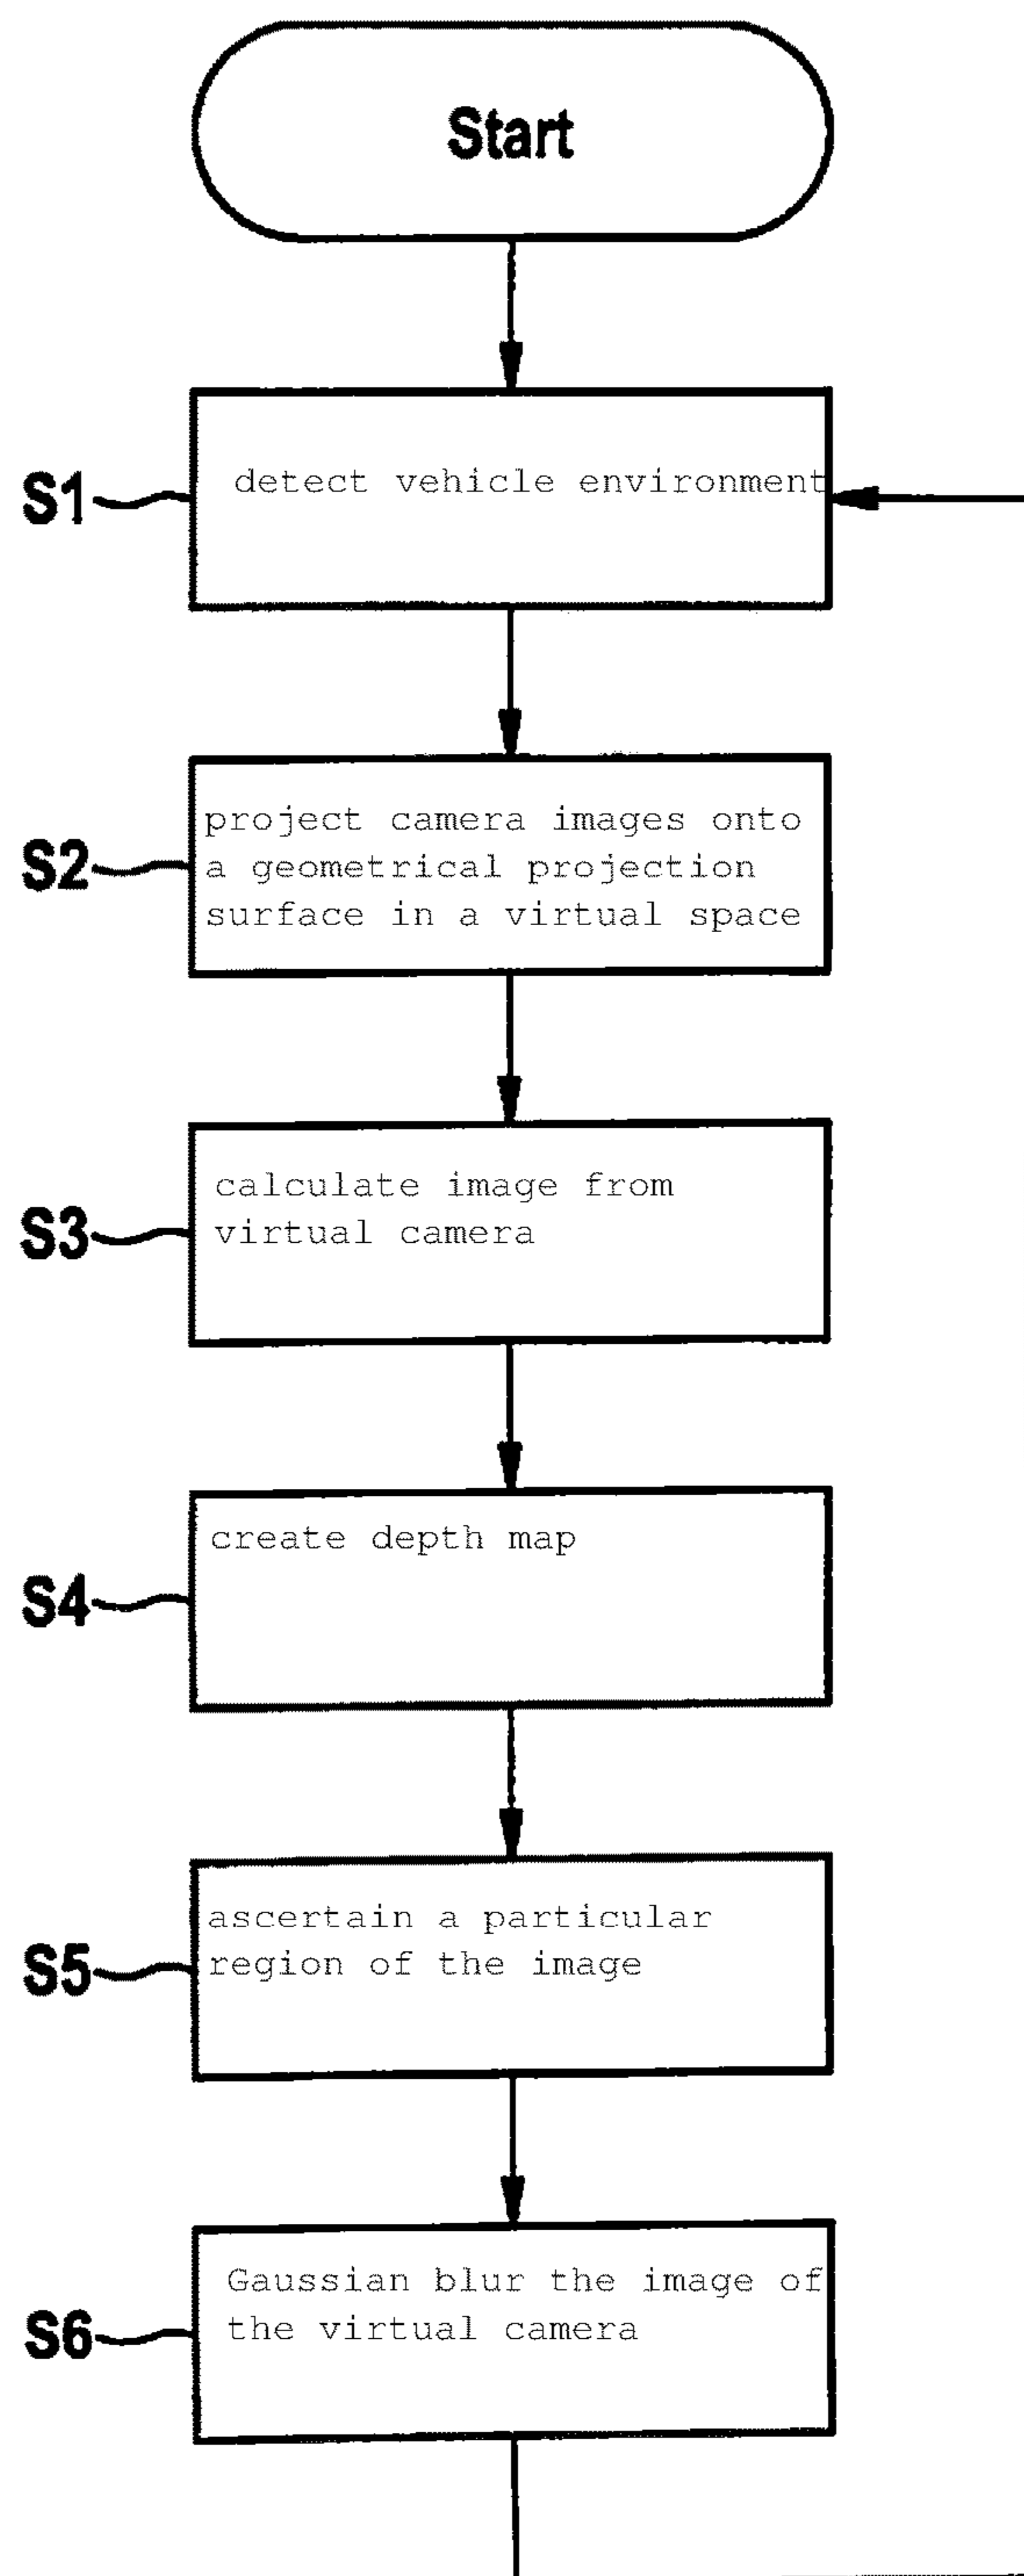 Start
S1
detect vehicle environment
S2
project camera images onto
a geometrical projection
surface in a virtual space
S3
calculate image from
virtual camera
S4
create depth map
S5
ascertain a particular
region of the image
S6
Gaussian blur the image of
the virtual camera